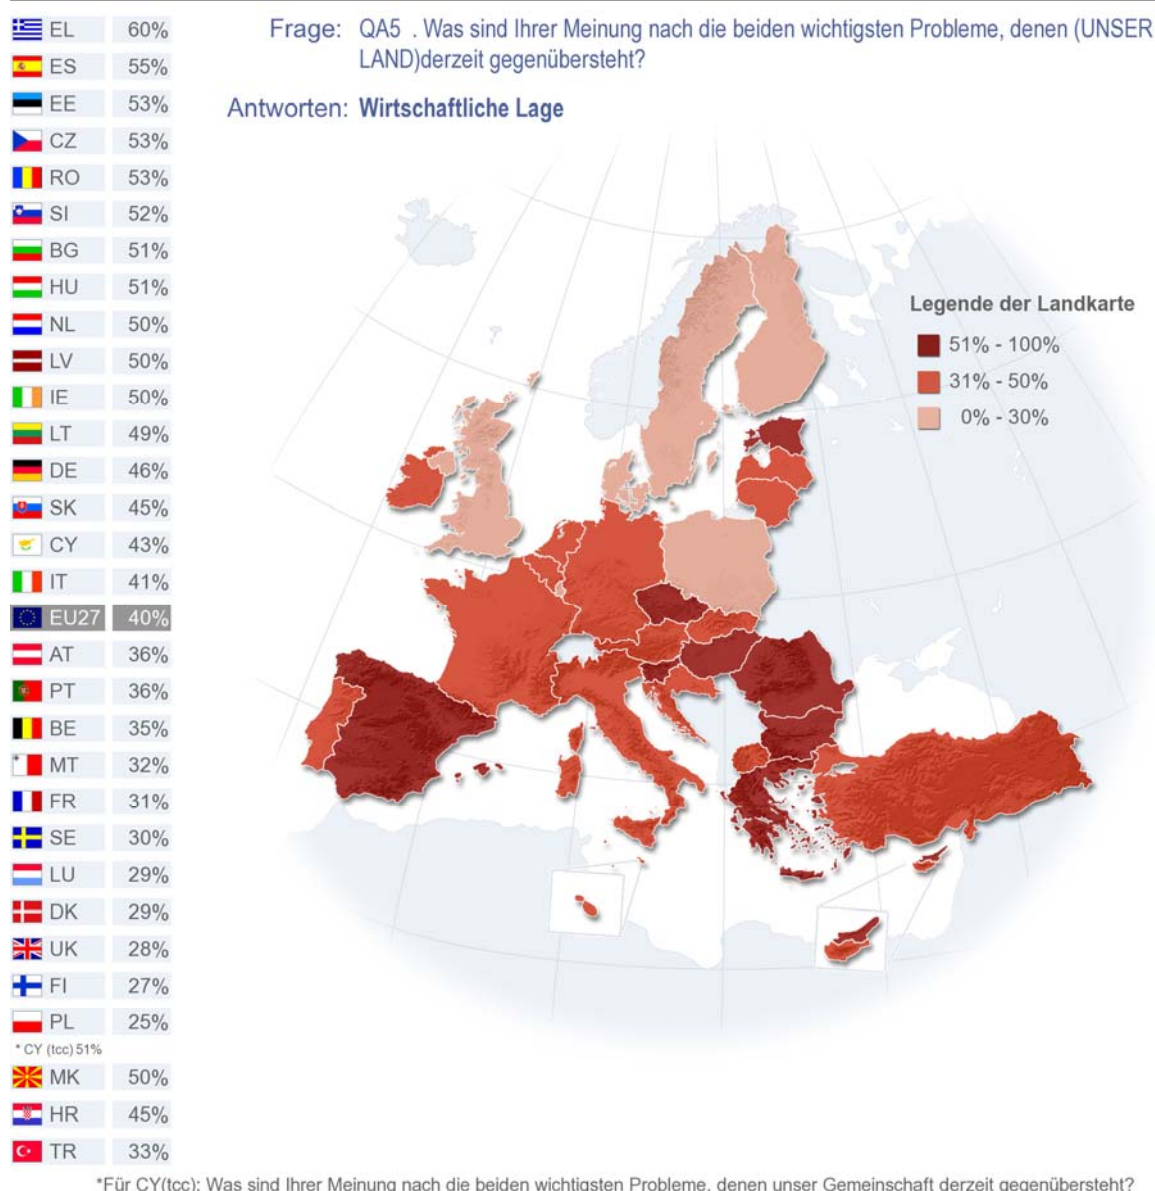 Frage: QA5 . Was sind Ihrer Meinung nach die beiden wichtigsten Probleme, denen (UNSER
LAND)derzeit gegenübersteht?
Antworten: Wirtschaftliche Lage
EL 60%
ES 55%
EE 53%
CZ 53%
RO 53%
SI 52%
BG 51%
HU 51%
NL 50%
LV 50%
IE 50%
LT 49%
DE 46%
SK 45%
CY 43%
IT 41%
EU27 40%
AT 36%
PT 36%
BE 35%
MT 32%
FR 31%
SE 30%
LU 29%
DK 29%
UK 28%
FI 27%
PL 25%
* CY (tcc) 51%
MK 50%
HR 45%
TR 33%
Legende der Landkarte
51% - 100%
31% - 50%
0% - 30%
*Für CY(tcc): Was sind Ihrer Meinung nach die beiden wichtigsten Probleme, denen unser Gemeinschaft derzeit gegenübersteht?